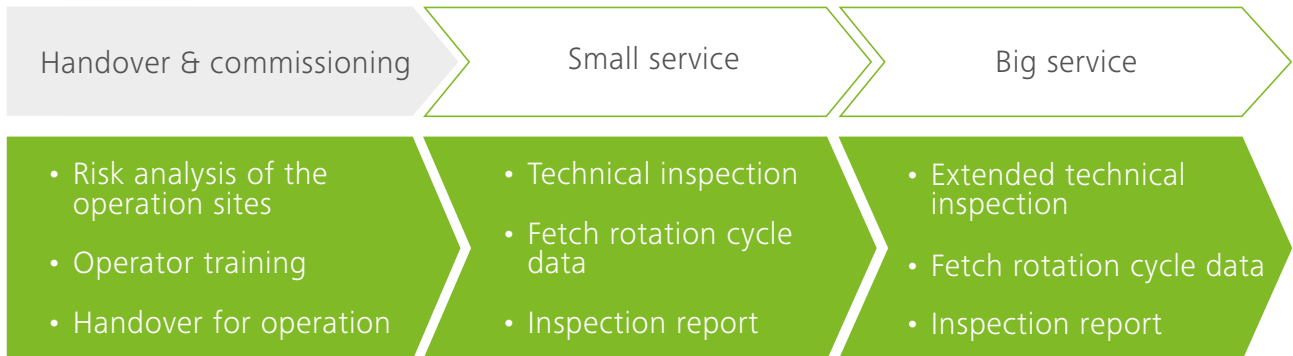 Handover & commissioning
Small service
Big service
• Risk analysis of the
operation sites
• Operator training
• Handover for operation
• Technical inspection
• Fetch rotation cycle
data
• Inspection report
• Extended technical
inspection
• Fetch rotation cycle data
• Inspection report